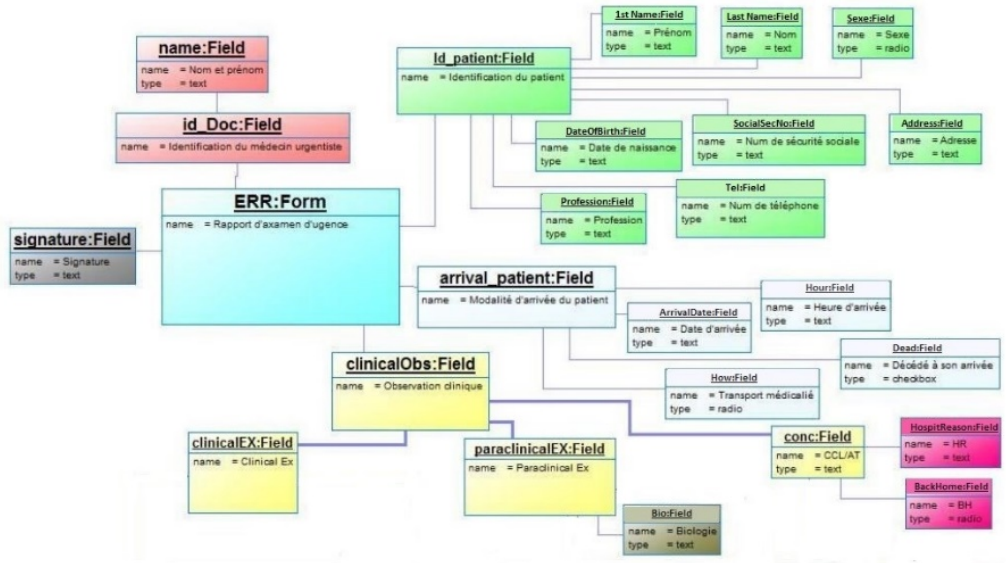 1st Name:Field
name = Prénom
type = text
Last Name:Field
name = Nom
type = text
Sexe:Field
name = Sexe
type = radio
name:Field
name = Nom et prénom
type = text
Id_patient:Field
name = Identification du patient
id_Doc:Field
name = Identification du médecin urgentiste
DateOfBirth:Field
name = Date de naissance
type = text
SocialSecNo:Field
name = Num de sécurité sociale
type = text
Address:Field
name = Adresse
type = text
Tel:Field
name = Num de téléphone
type = text
Profession:Field
name = Profession
type = text
ERR:Form
name = Rapport d'axamen d'ugence
signature:Field
name = Signature
type = text
arrival_patient:Field
name = Modalité d'arrivée du patient
Hour:Field
name = Heure d'arrivée
type = text
ArrivalDate:Field
name = Date d'arrivée
type = text
Dead:Field
name = Décédé à son arrivée
type = checkbox
How:Field
name = Transport médicalié
type = radio
clinicalObs:Field
name = Observation clinique
clinicalEX:Field
name = Clinical Ex
paraclinicalEX:Field
name = Paraclinical Ex
conc:Field
name = CCL/AT
type = text
HospitReason:Field
name = HR
type = text
BackHome:Field
name = BH
type = radio
Bio:Field
name = Biologie
type = text